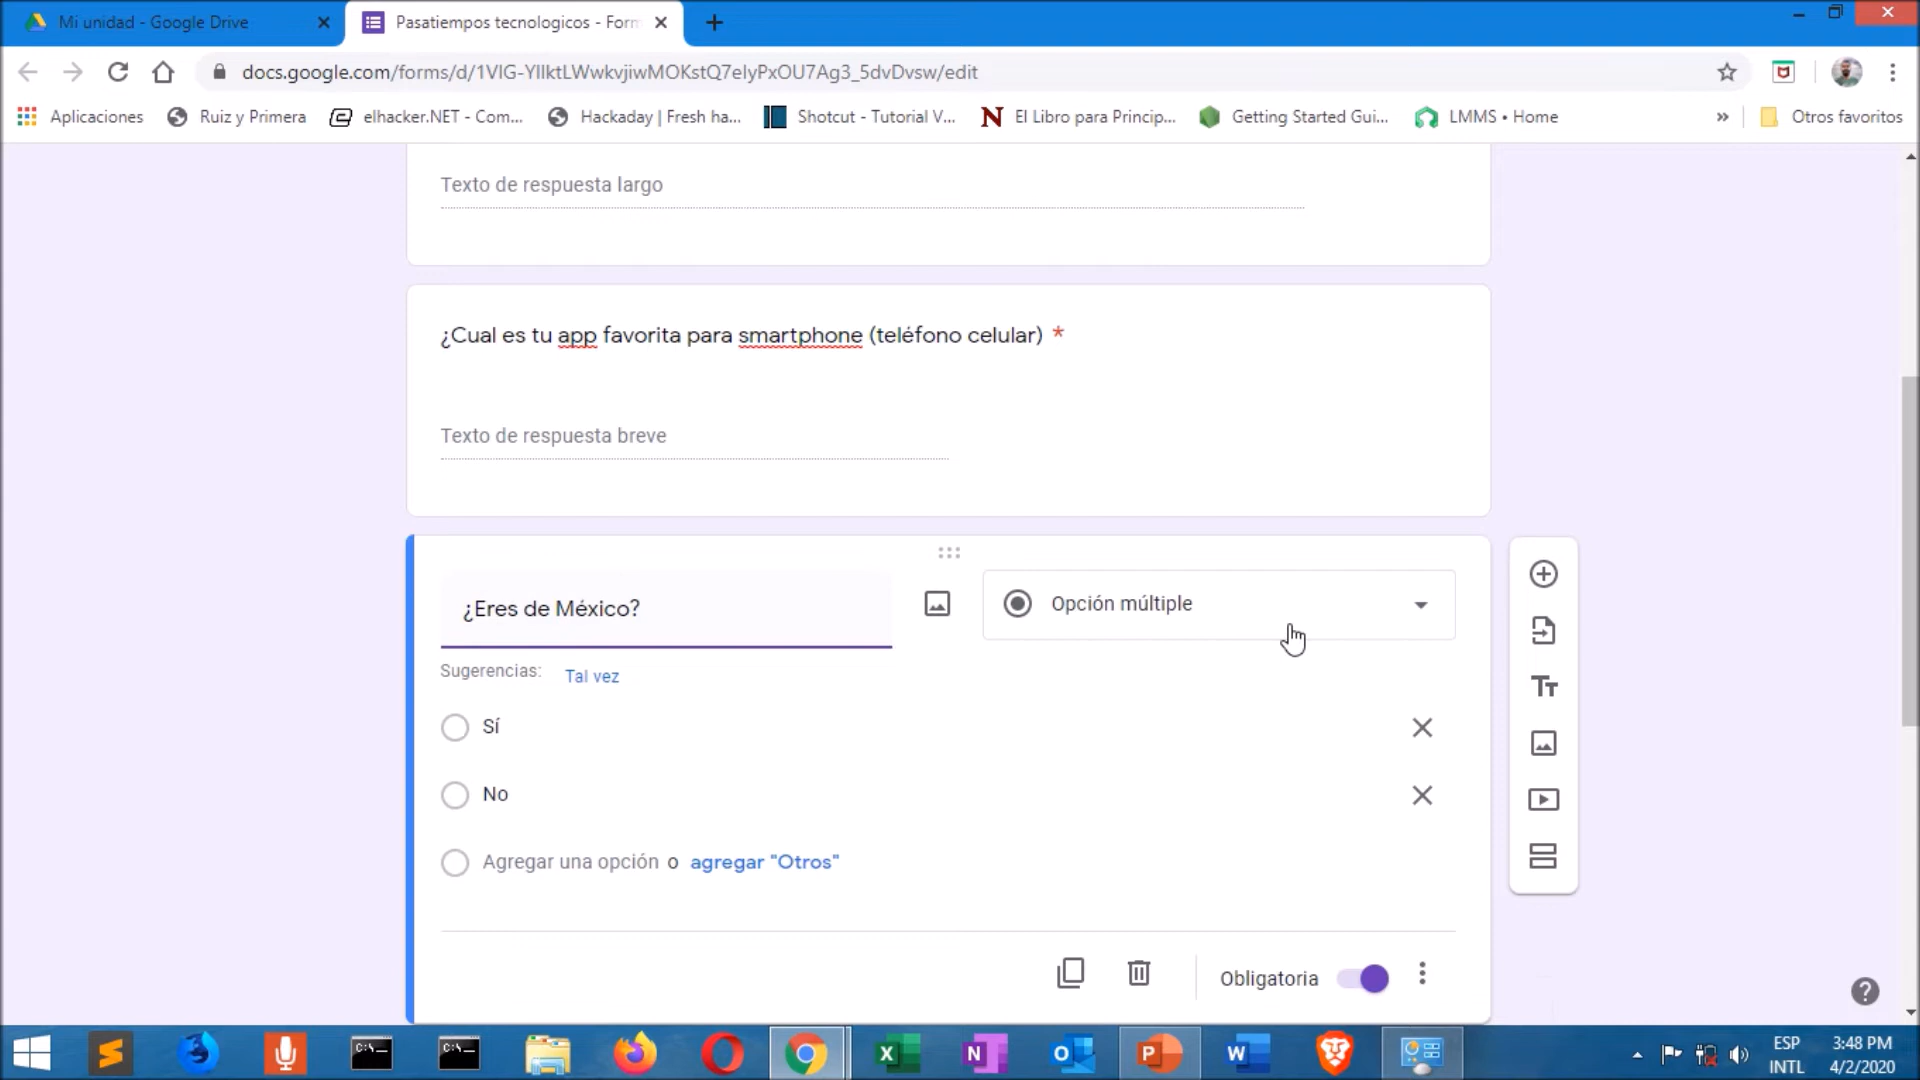 Mi unidad - Google Drive
Pasatiempos tecnologicos - Form
docs.google.com/forms/d/1VIG-YIIktLWwkvjiwMOKstQ7eIyPxOU7Ag3_5dvDvsw/edit
Aplicaciones
Ruiz y Primera
elhacker.NET - Com...
Hackaday | Fresh ha...
Shotcut - Tutorial V...
El Libro para Princip...
Getting Started Gui...
LMMS • Home
»
Otros favoritos
Texto de respuesta largo
¿Cual es tu app favorita para smartphone (teléfono celular) *
Texto de respuesta breve
¿Eres de México?
Opción múltiple
Sugerencias: Tal vez
Sí
No
Agregar una opción o agregar "Otros"
Obligatoria
ESP
INTL
3:48 PM
4/2/2020